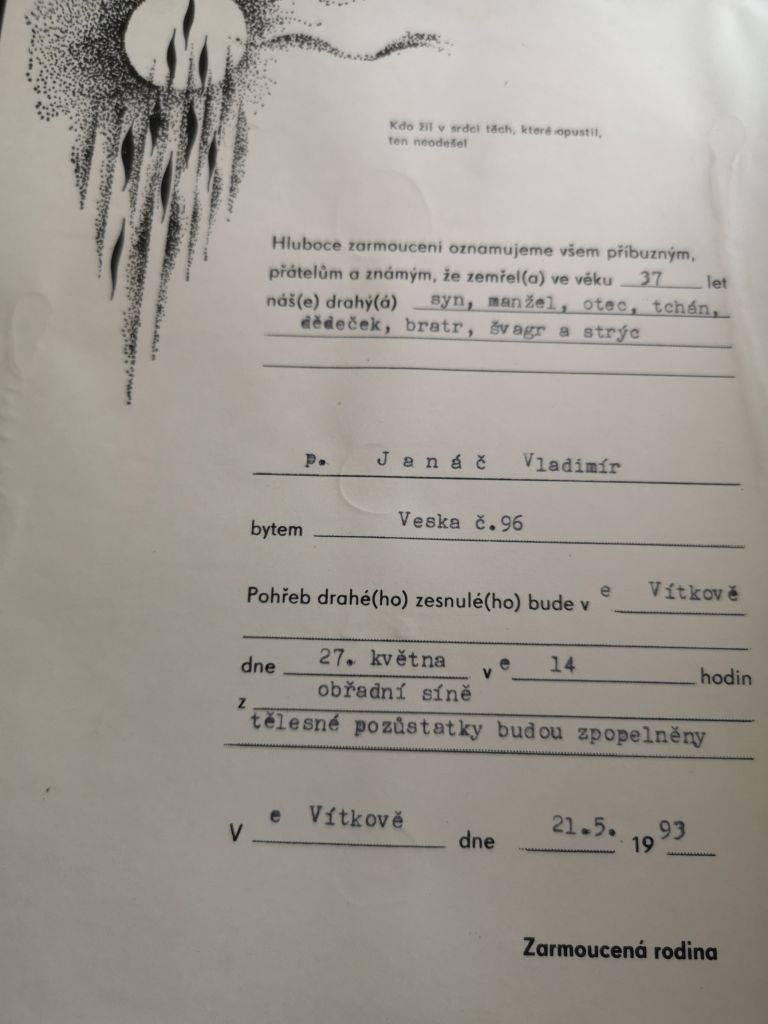 Kdo žil v srdci těch, které opustil,
ten neodešel
Hluboce zarmouceni oznamujeme všem příbuzným,
přátelům a známým, že zemřel(a) ve věku 37 let
náš(e) drahý(á) syn, manžel, otec, tchán,
dědeček, bratr, švagr a strýc
p. Janáč Vladimír
bytem Veska č.96
Pohřeb drahé(ho) zesnulé(ho) bude v e Vítkově
dne 27. května v e 14 hodin
z obřadní síně
tělesné pozůstatky budou zpopelněny
V e Vítkově dne 21.5. 19 93
Zarmoucená rodina